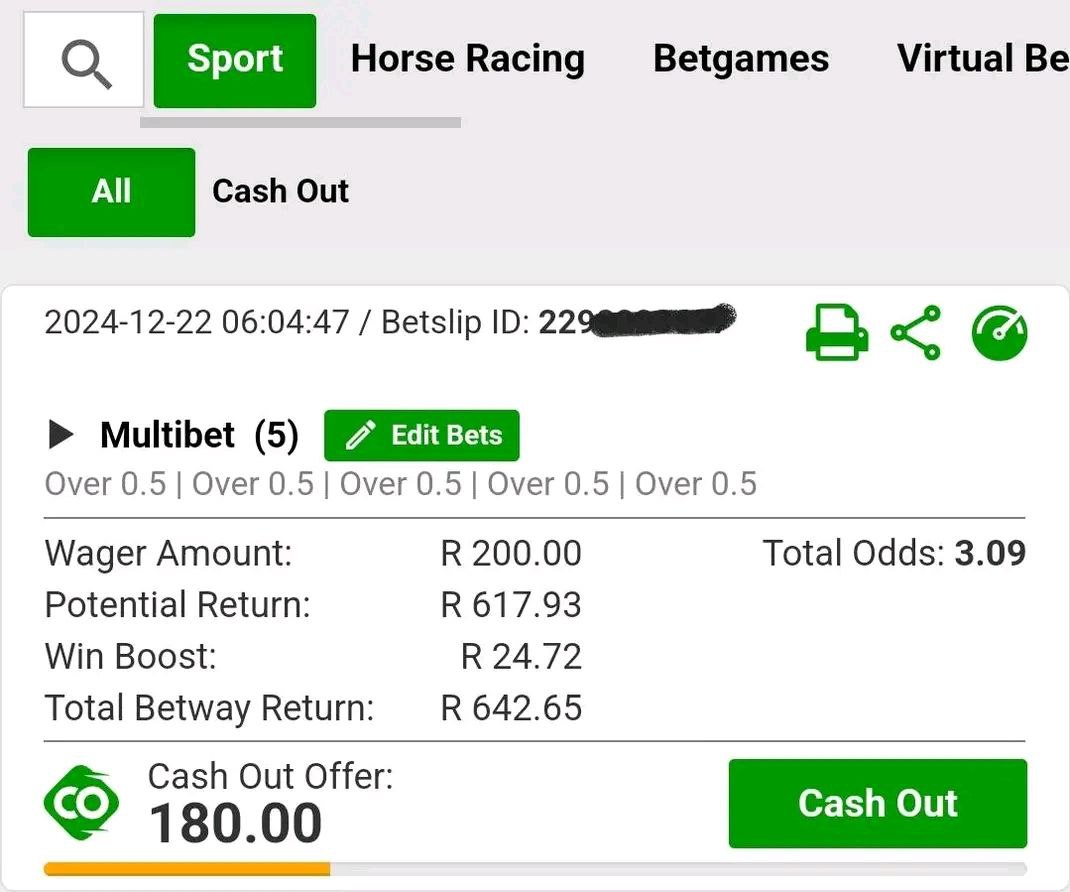 Sport Horse Racing Betgames Virtual Be
All Cash Out
2024-12-22 06:04:47 / Betslip ID: 229
Multibet (5) Edit Bets
Over 0.5 | Over 0.5 | Over 0.5 | Over 0.5 | Over 0.5
Wager Amount: R 200.00 Total Odds: 3.09
Potential Return: R 617.93
Win Boost: R 24.72
Total Betway Return: R 642.65
CO Cash Out Offer:
180.00 Cash Out